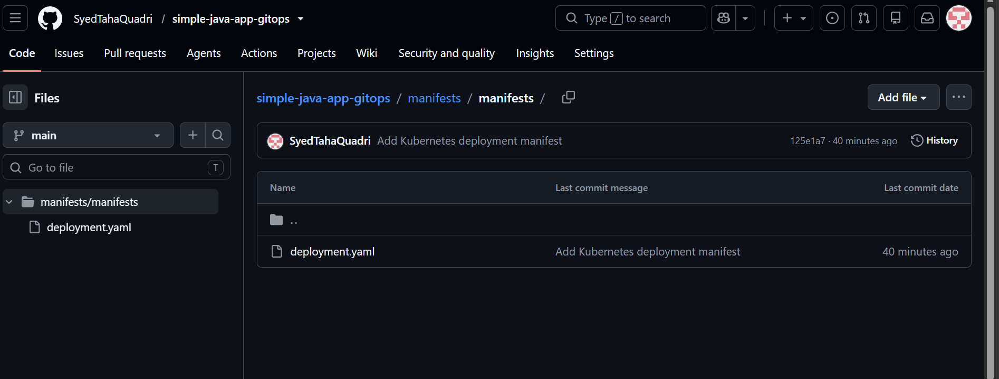 SyedTahaQuadri / simple-java-app-gitops
Type / to search
Code Issues Pull requests Agents Actions Projects Wiki Security and quality Insights Settings
Files
main
Go to file T
manifests/manifests
deployment.yaml
simple-java-app-gitops / manifests / manifests /
Add file
SyedTahaQuadri Add Kubernetes deployment manifest 125e1a7 · 40 minutes ago History
Name Last commit message Last commit date
..
deployment.yaml Add Kubernetes deployment manifest 40 minutes ago